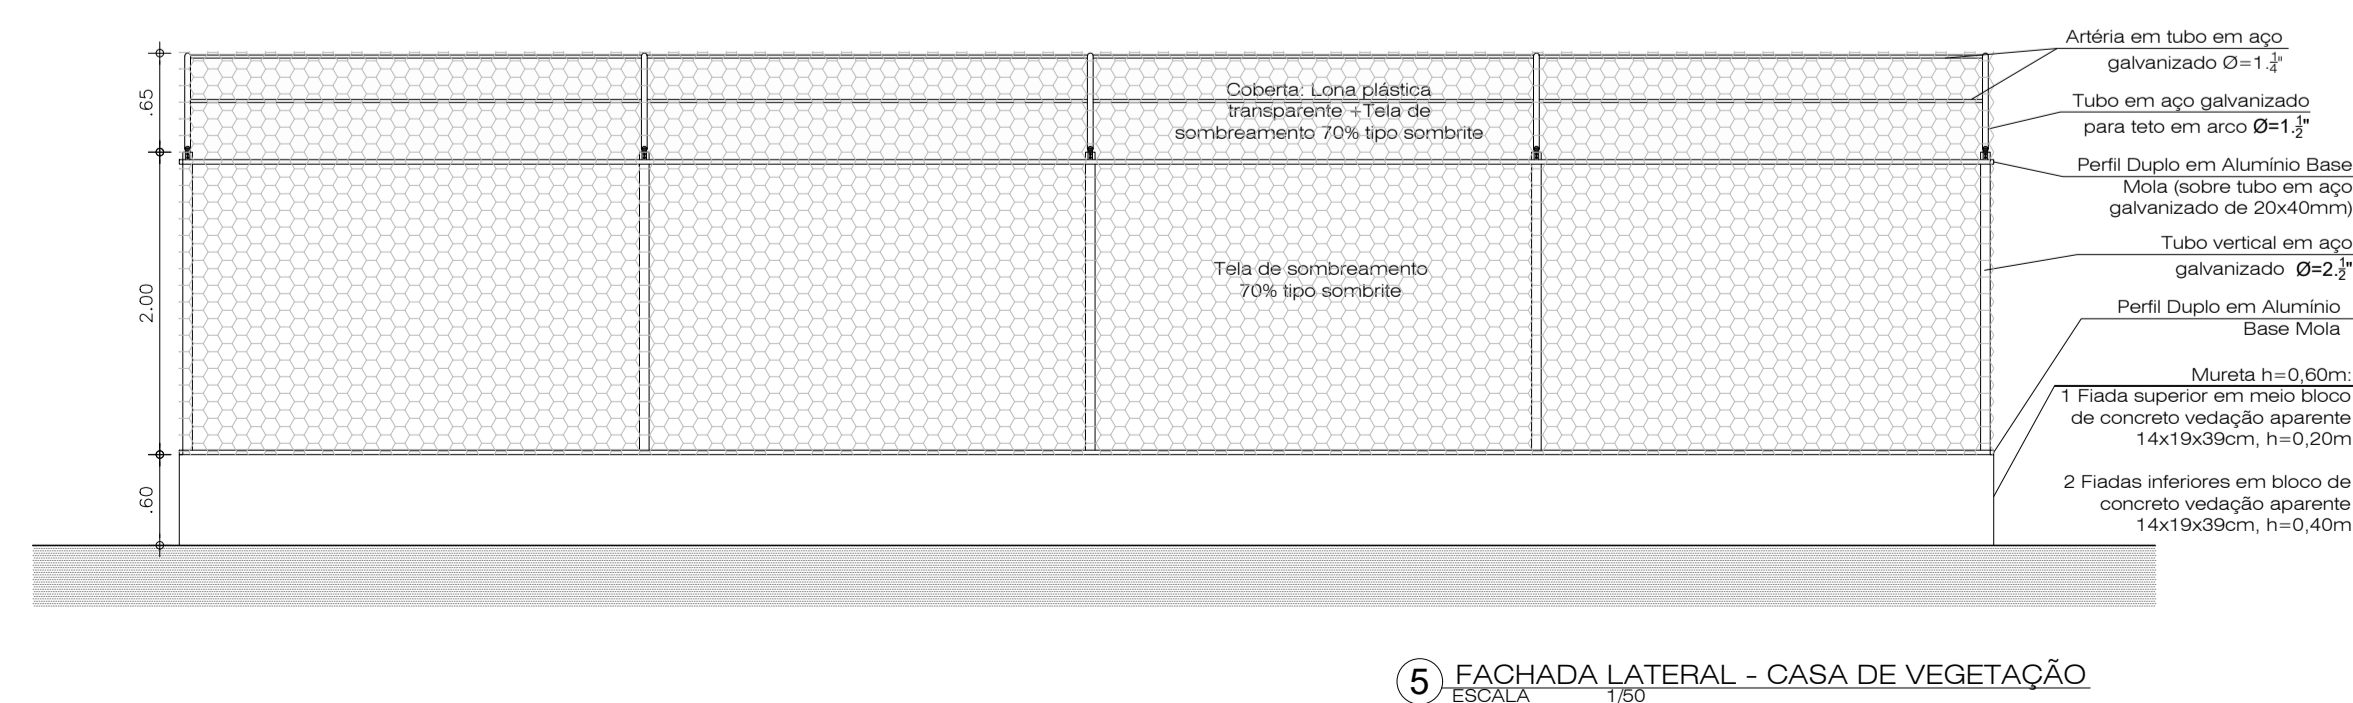 Artéria em tubo em aço
galvanizado Ø=1.1/4"
Tubo em aço galvanizado
para teto em arco Ø=1.1/2"
Perfil Duplo em Alumínio Base
Mola (sobre tubo em aço
galvanizado de 20x40mm)
Tubo vertical em aço
galvanizado Ø=2.1/2"
Perfil Duplo em Alumínio
Base Mola
Mureta h=0,60m:
1 Fiada superior em meio bloco
de concreto vedação aparente
14x19x39cm, h=0,20m
2 Fiadas inferiores em bloco de
concreto vedação aparente
14x19x39cm, h=0,40m
Coberta: Lona plástica
transparente +Tela de
sombreamento 70% tipo sombrite
Tela de sombreamento
70% tipo sombrite
.65
2.00
.60
5 FACHADA LATERAL - CASA DE VEGETAÇÃO
ESCALA 1/50